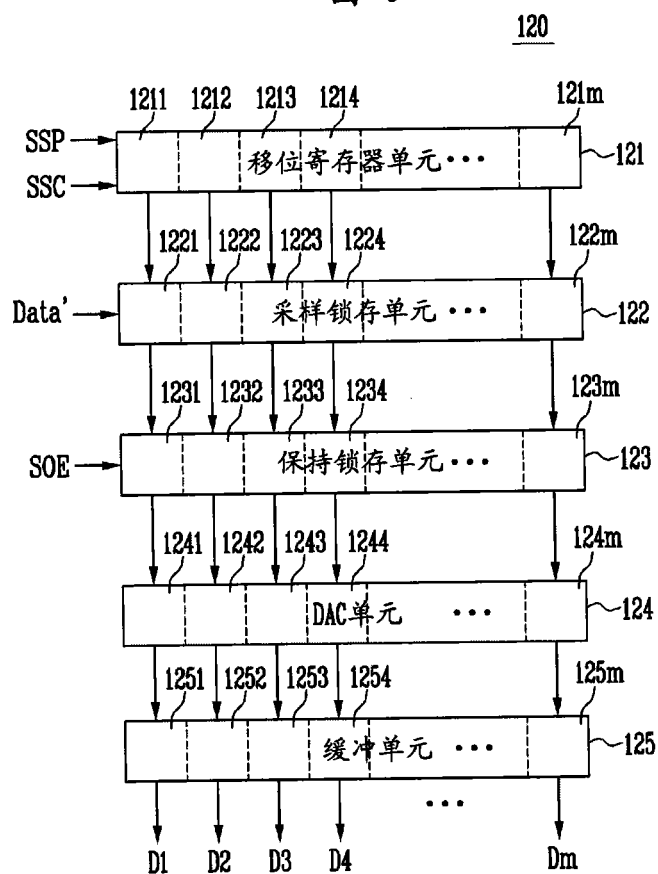 120
1211 1212 1213 1214 121m
SSP
移位寄存器单元 ••• 121
SSC
1221 1222 1223 1224 122m
Data' 采样锁存单元 ••• 122
1231 1232 1233 1234 123m
SOE 保持锁存单元 ••• 123
1241 1242 1243 1244 124m
DAC单元 ••• 124
1251 1252 1253 1254 125m
缓冲单元 ••• 125
•••
D1 D2 D3 D4 Dm